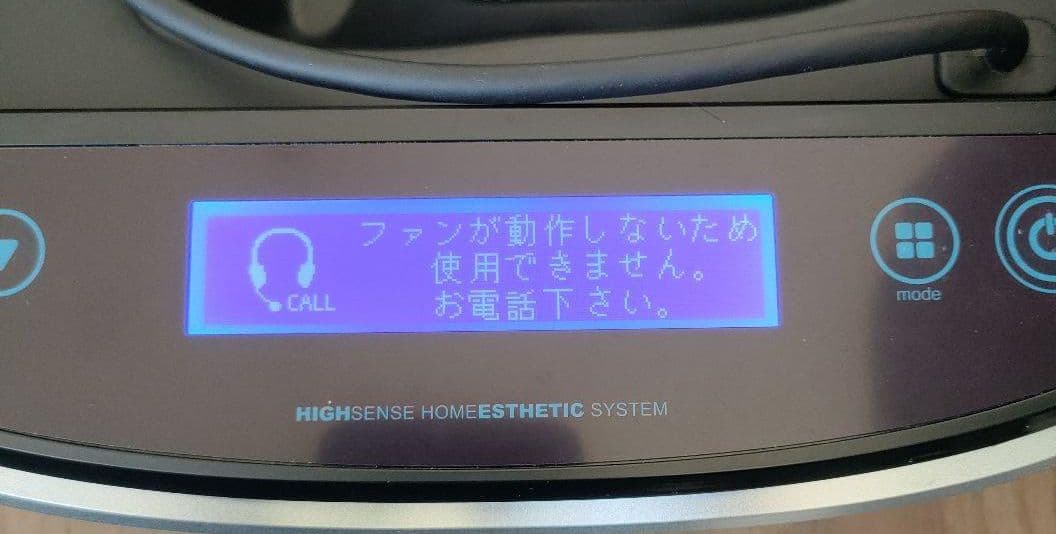 ファンが動作しないため
使用できません。
お電話下さい。
CALL
mode
HIGHSENSE HOMEESTHETIC SYSTEM